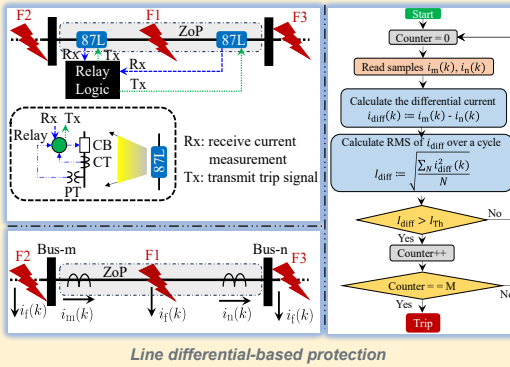 F2
F1
F3
87L
ZoP
87L
Rx
Tx
Rx
Relay
Logic
Tx
Rx
Tx
Relay
CB
CT
PT
87L
Rx: receive current
measurement
Tx: transmit trip signal
Bus-m
Bus-n
F2
F1
F3
ZoP
i_f(k)
i_m(k)
i_f(k)
i_n(k)
i_f(k)
Start
Counter = 0
Read samples i_m(k), i_n(k)
Calculate the differential current
i_diff(k) ≔ i_m(k) - i_n(k)
Calculate RMS of i_diff over a cycle
I_diff ≔ √(∑_N i²_diff(k) / N)
I_diff > I_Th
No
Yes
Counter++
Counter = = M
No
Yes
Trip
Line differential-based protection